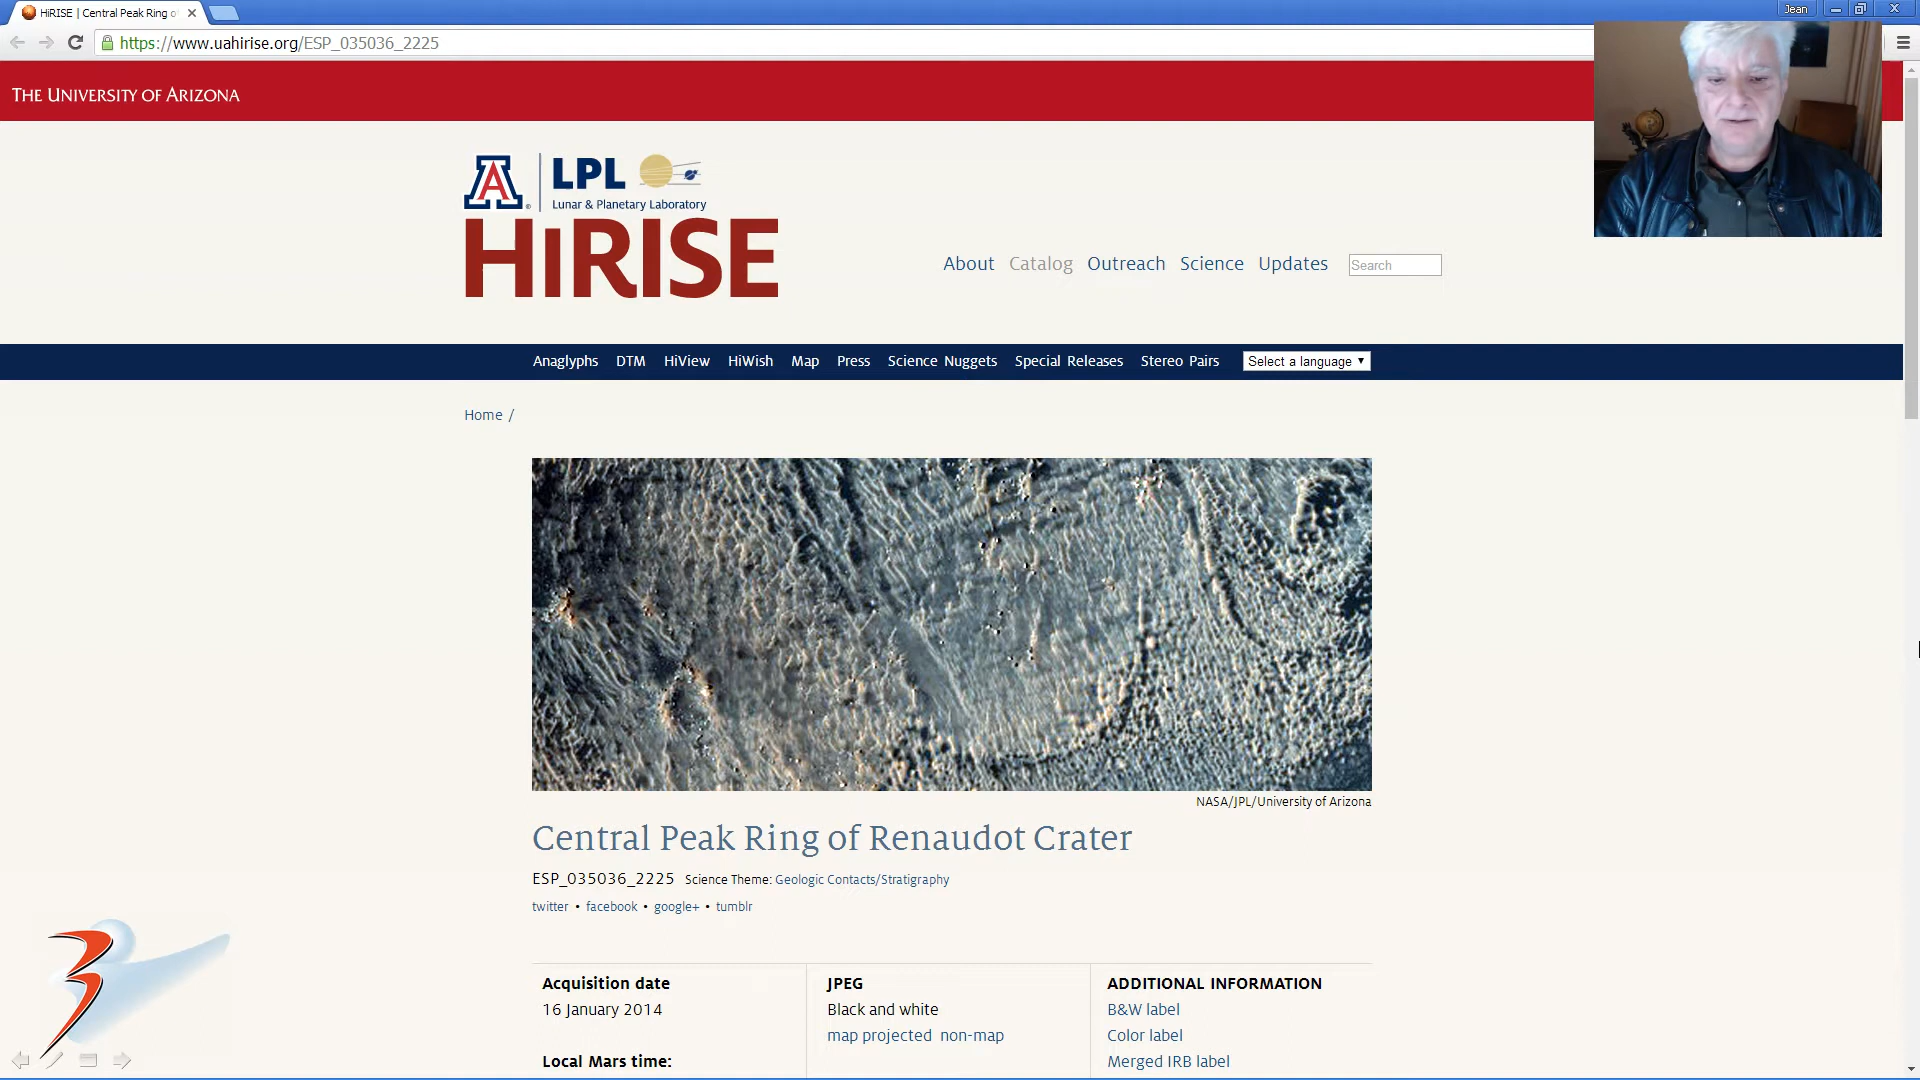 HiRISE | Central Peak Ring o
Jean
https://www.uahirise.org/ESP_035036_2225
THE UNIVERSITY OF ARIZONA
A
LPL
Lunar & Planetary Laboratory
HiRISE
About Catalog Outreach Science Updates Search
Anaglyphs DTM HiView HiWish Map Press Science Nuggets Special Releases Stereo Pairs Select a language
Home /
NASA/JPL/University of Arizona
Central Peak Ring of Renaudot Crater
ESP_035036_2225 Science Theme: Geologic Contacts/Stratigraphy
twitter • facebook • google+ • tumblr
Acquisition date
16 January 2014
Local Mars time:
JPEG
Black and white
map projected non-map
ADDITIONAL INFORMATION
B&W label
Color label
Merged IRB label